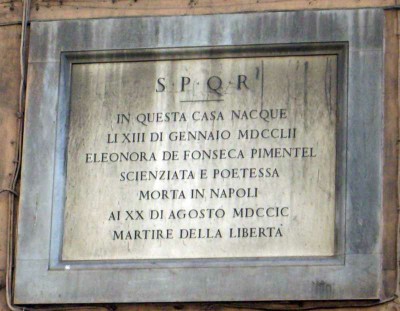 S·P·Q·R
IN QUESTA CASA NACQUE
LI XIII DI GENNAIO MDCCLII
ELEONORA DE FONSECA PIMENTEL
SCIENZIATA E POETESSA
MORTA IN NAPOLI
AI XX DI AGOSTO MDCCIC
MARTIRE DELLA LIBERTA'